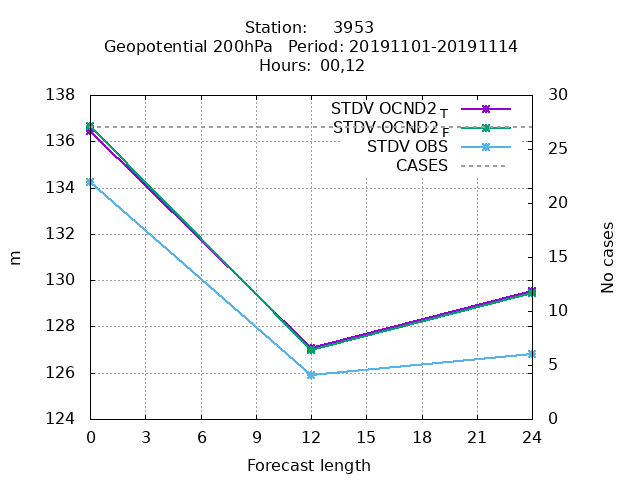 Station: 3953
Geopotential 200hPa Period: 20191101-20191114
Hours: 00,12
138
136
134
132
130
128
126
124
m
30
25
20
15
10
5
0
No cases
STDV OCND2_T
STDV OCND2_F
STDV OBS
CASES
0 3 6 9 12 15 18 21 24
Forecast length